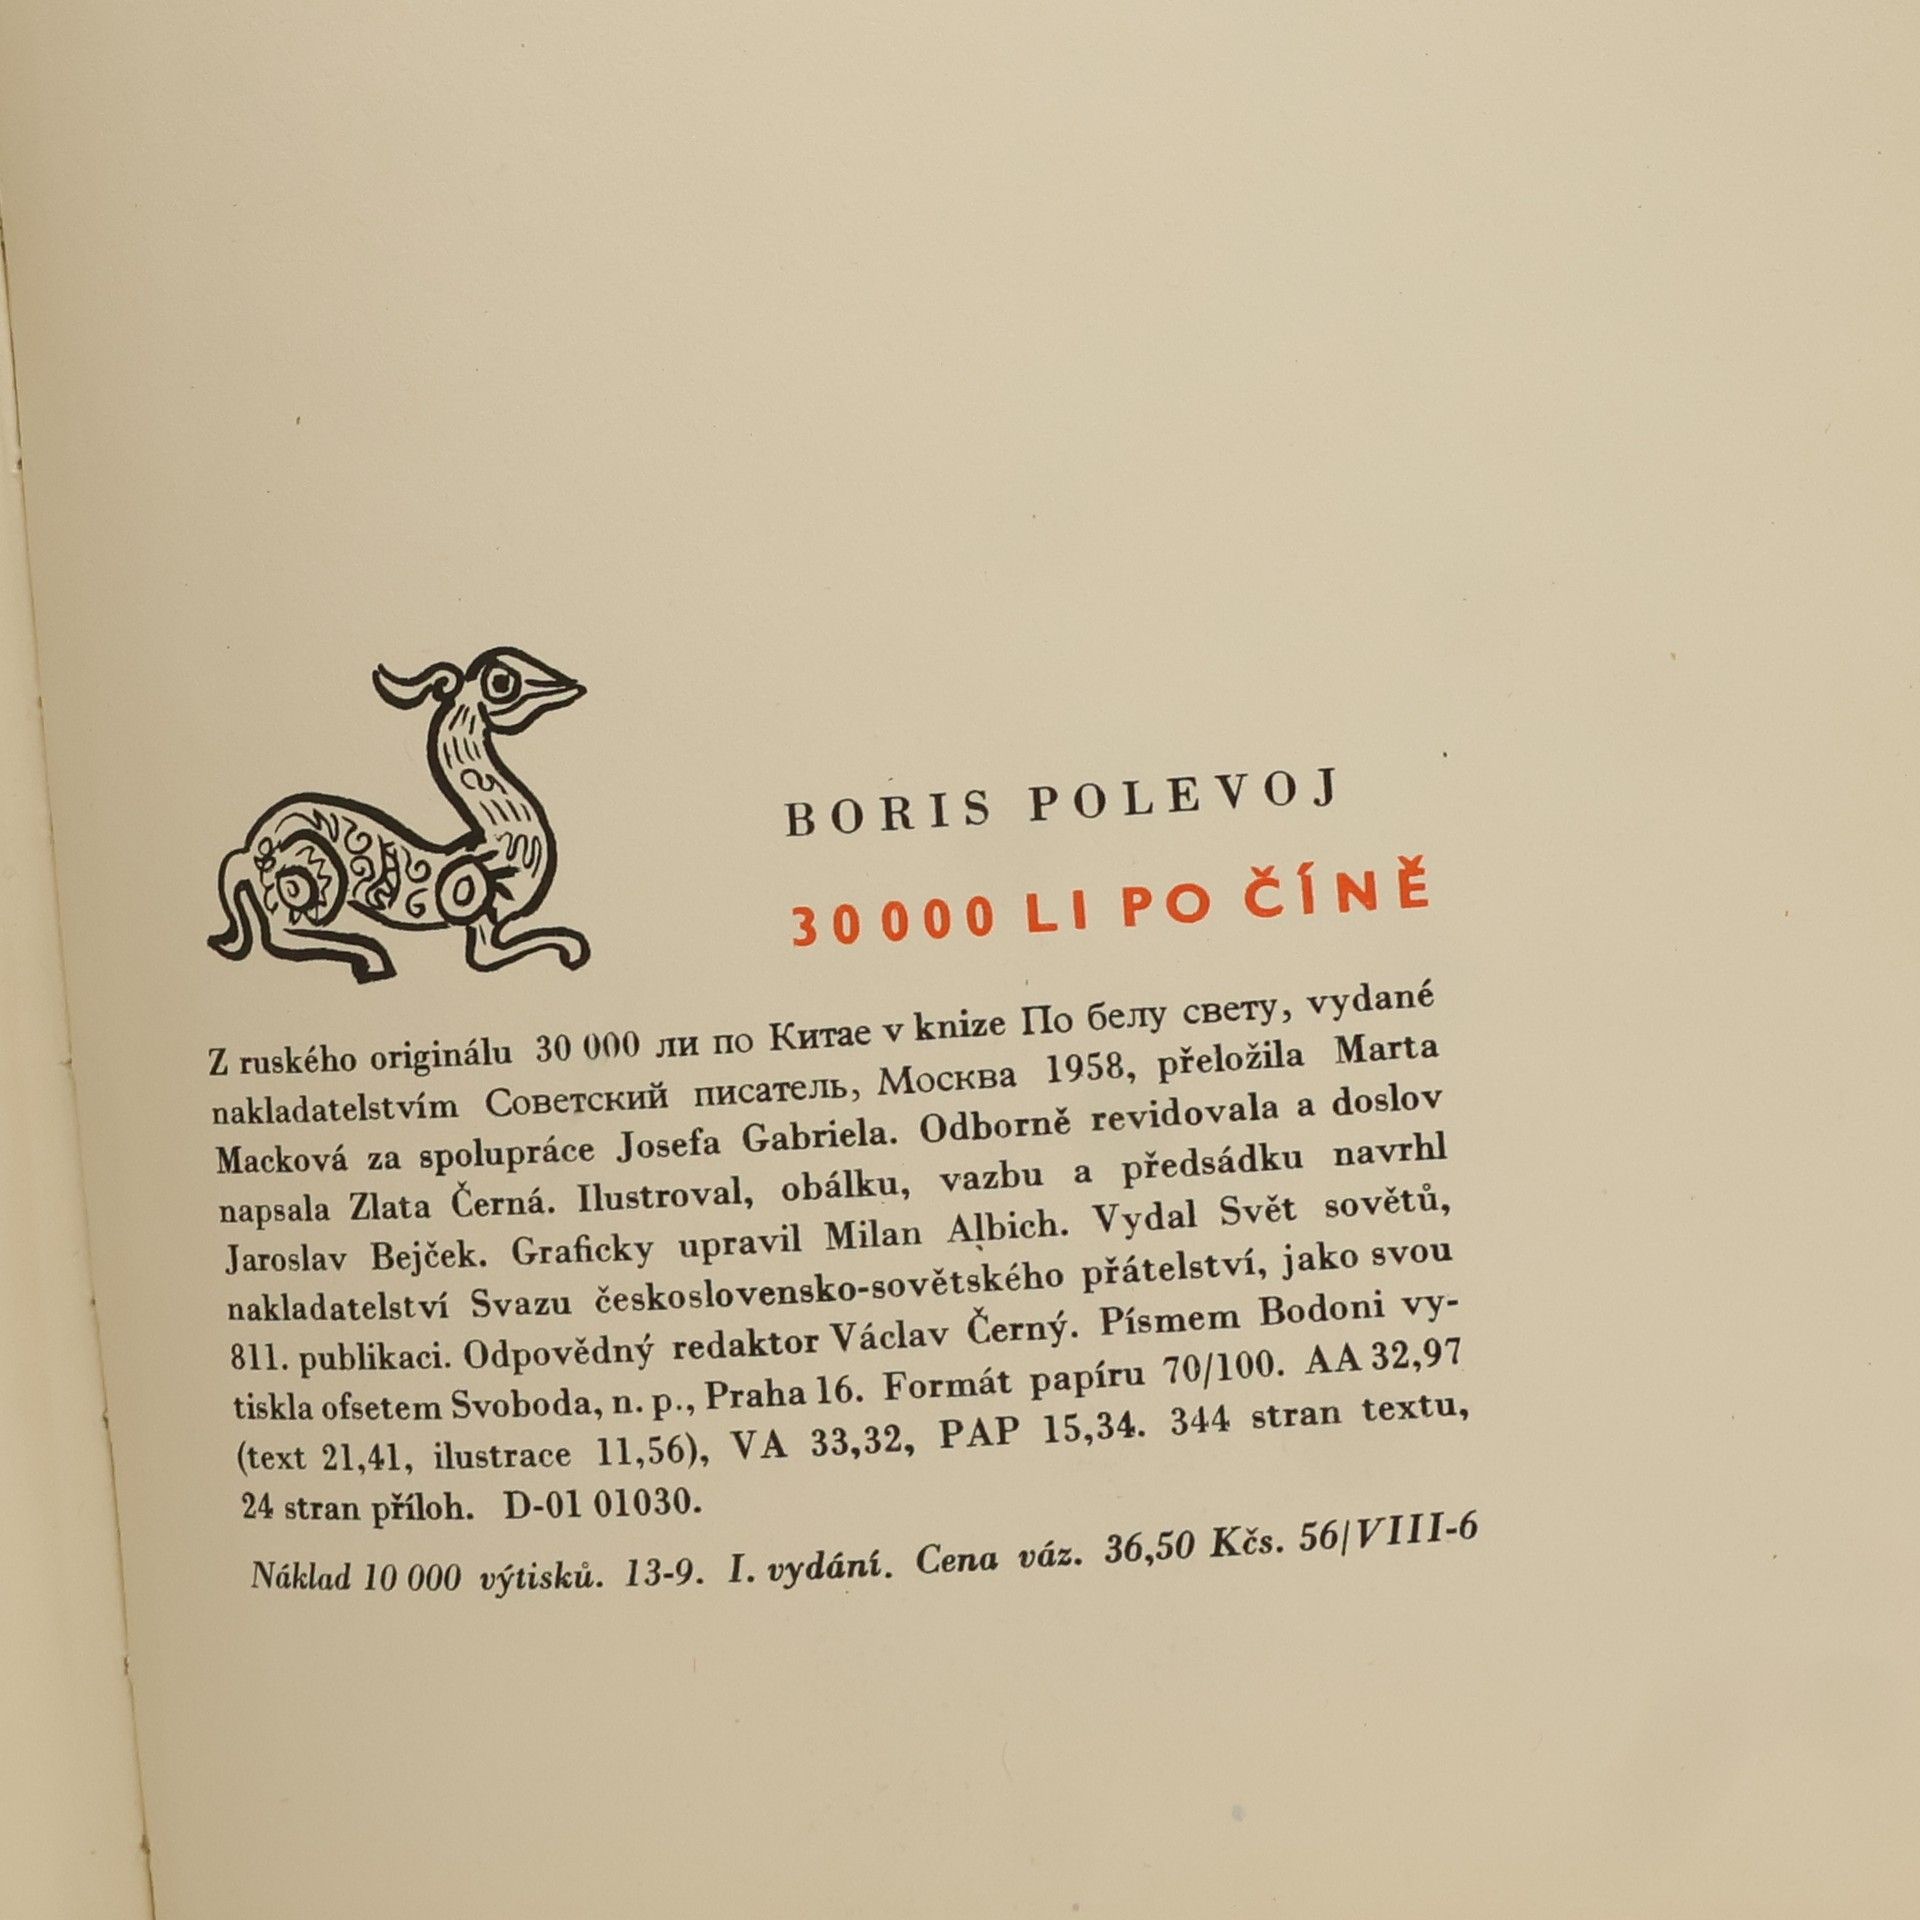 BORIS POLEVOJ
30 000 LI PO ČÍNĚ
Z ruského originálu 30 000 ли по Китае v knize По белу свету, vydané
nakladatelstvím Советский писатель, Москва 1958, přeložila Marta
Macková za spolupráce Josefa Gabriela. Odborně revidovala a doslov
napsala Zlata Černá. Ilustroval, obálku, vazbu a předsádku navrhl
Jaroslav Bejček. Graficky upravil Milan Albich. Vydal Svět sovětů,
nakladatelství Svazu československo-sovětského přátelství, jako svou
811. publikaci. Odpovědný redaktor Václav Černý. Písmem Bodoni vy-
tiskla ofsetem Svoboda, n. p., Praha 16. Formát papíru 70/100. AA 32,97
(text 21,41, ilustrace 11,56), VA 33,32, PAP 15,34. 344 stran textu,
24 stran příloh. D-01 01030.
Náklad 10 000 výtisků. 13-9. I. vydání. Cena váz. 36,50 Kčs. 56/VIII-6